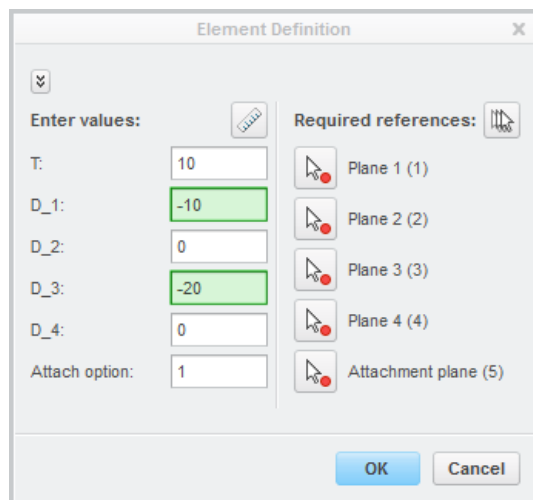 Element Definition
Enter values:
Required references:
T: 10
Plane 1 (1)
D_1: -10
Plane 2 (2)
D_2: 0
Plane 3 (3)
D_3: -20
Plane 4 (4)
D_4: 0
Attach option: 1
Attachment plane (5)
OK
Cancel